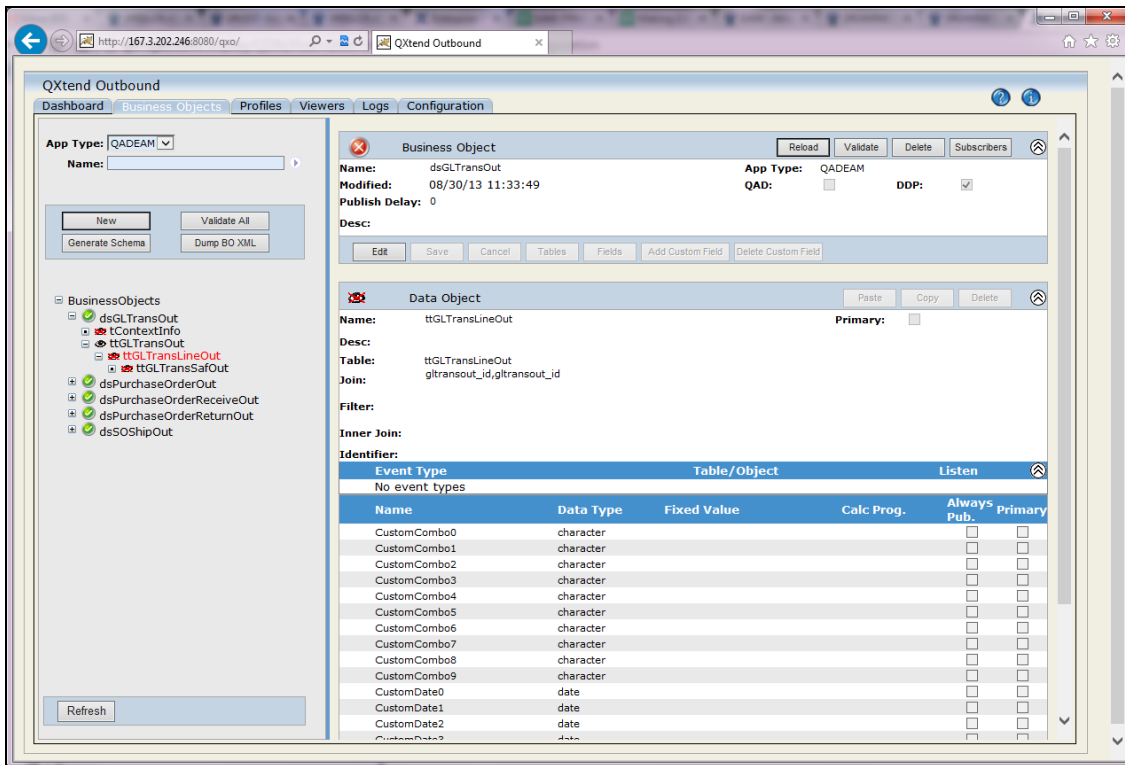 http://167.3.202.246:8080/qxo/
QXtend Outbound
QXtend Outbound
Dashboard Business Objects Profiles Viewers Logs Configuration
App Type: QADEAM
Name:
New Validate All
Generate Schema Dump BO XML
BusinessObjects
dsGLTransOut
tContextInfo
ttGLTransOut
ttGLTransLineOut
ttGLTransSafOut
dsPurchaseOrderOut
dsPurchaseOrderReceiveOut
dsPurchaseOrderReturnOut
dsSOShipOut
Refresh
Business Object Reload Validate Delete Subscribers
Name: dsGLTransOut App Type: QADEAM
Modified: 08/30/13 11:33:49 QAD: DDP:
Publish Delay: 0
Desc:
Edit Save Cancel Tables Fields Add Custom Field Delete Custom Field
Data Object Paste Copy Delete
Name: ttGLTransLineOut Primary:
Desc:
Table: ttGLTransLineOut
Join: gltransout_id,gltransout_id
Filter:
Inner Join:
Identifier:
Event Type Table/Object Listen
No event types
Name Data Type Fixed Value Calc Prog. Always Pub. Primary
CustomCombo0 character
CustomCombo1 character
CustomCombo2 character
CustomCombo3 character
CustomCombo4 character
CustomCombo5 character
CustomCombo6 character
CustomCombo7 character
CustomCombo8 character
CustomCombo9 character
CustomDate0 date
CustomDate1 date
CustomDate2 date
CustomDate3 date